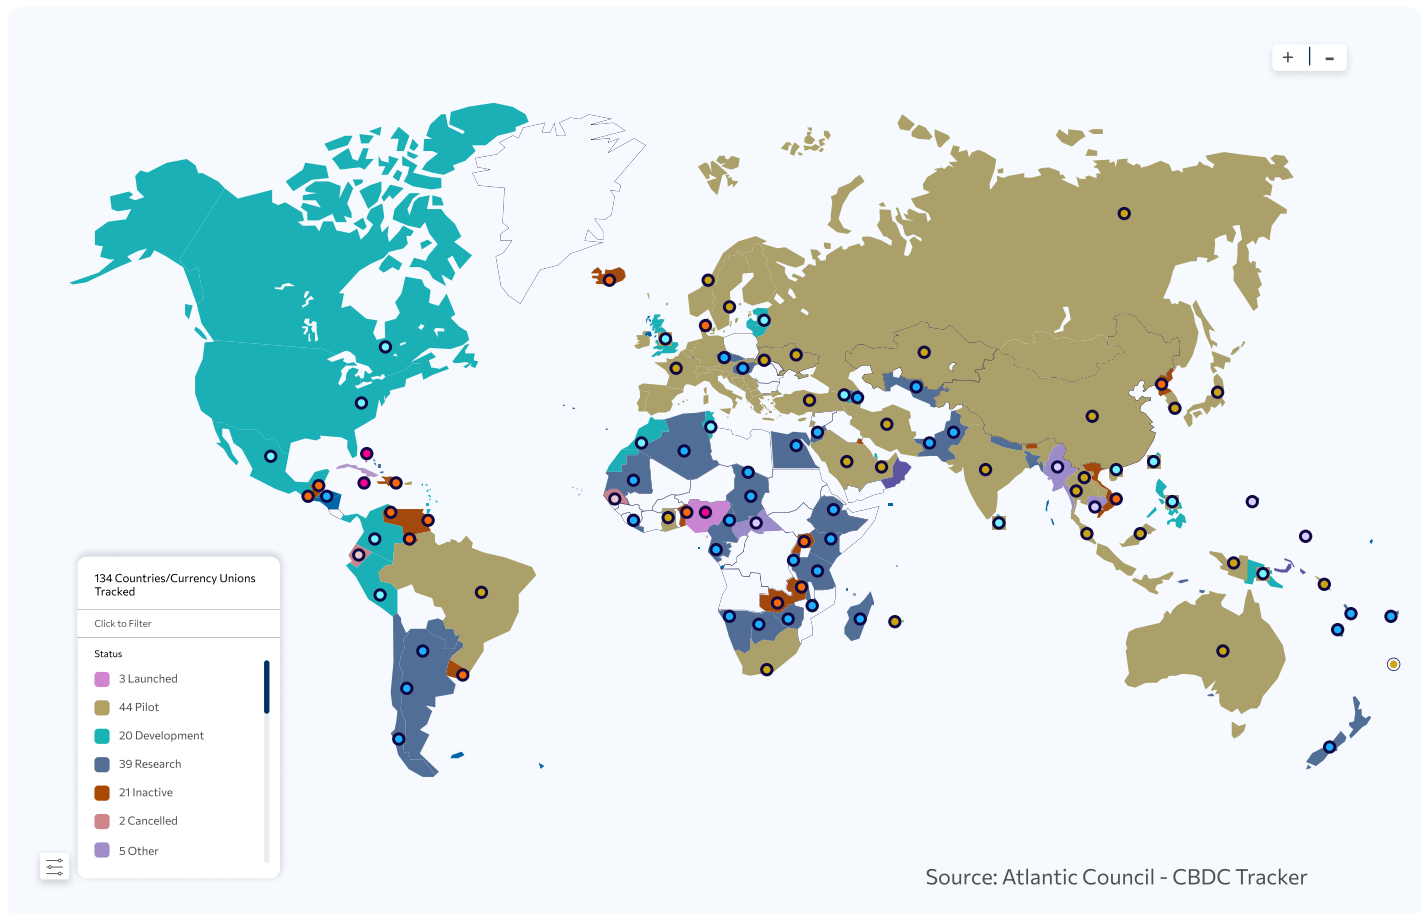 + | -
134 Countries/Currency Unions
Tracked
Click to Filter
Status
3 Launched
44 Pilot
20 Development
39 Research
21 Inactive
2 Cancelled
5 Other
Source: Atlantic Council - CBDC Tracker